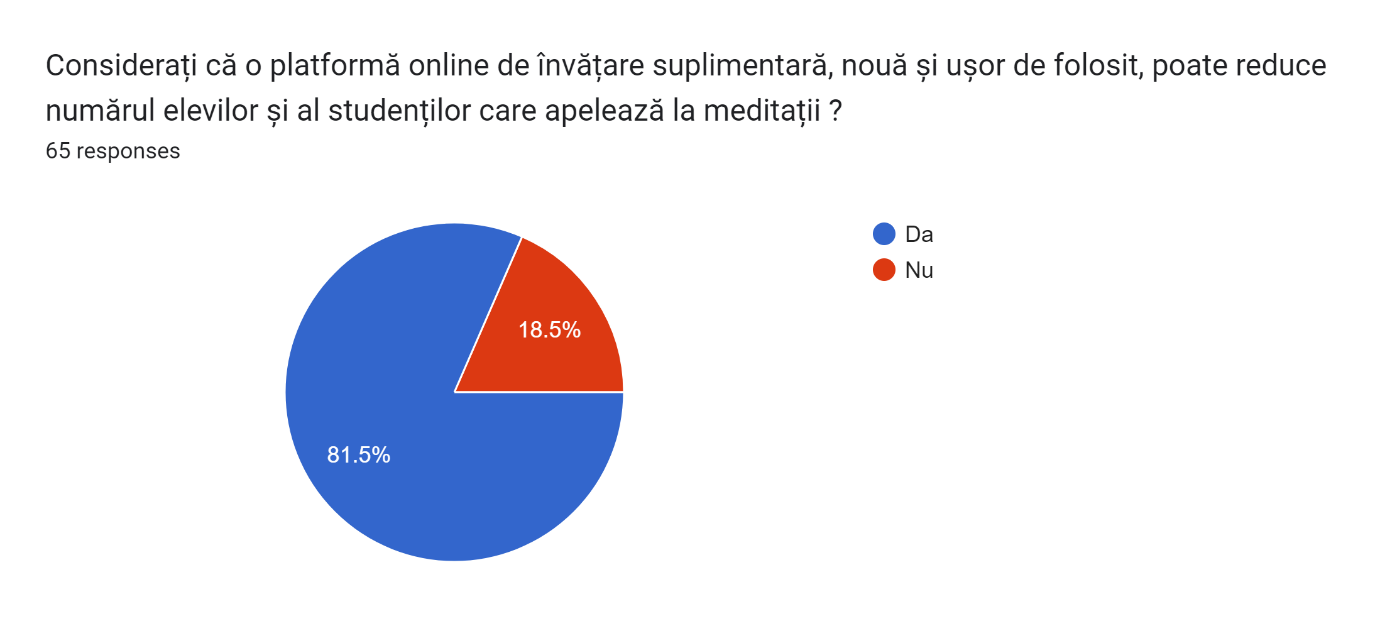 Considerați că o platformă online de învățare suplimentară, nouă și ușor de folosit, poate reduce
numărul elevilor și al studenților care apelează la meditații ?
65 responses
Da
Nu
18.5%
81.5%